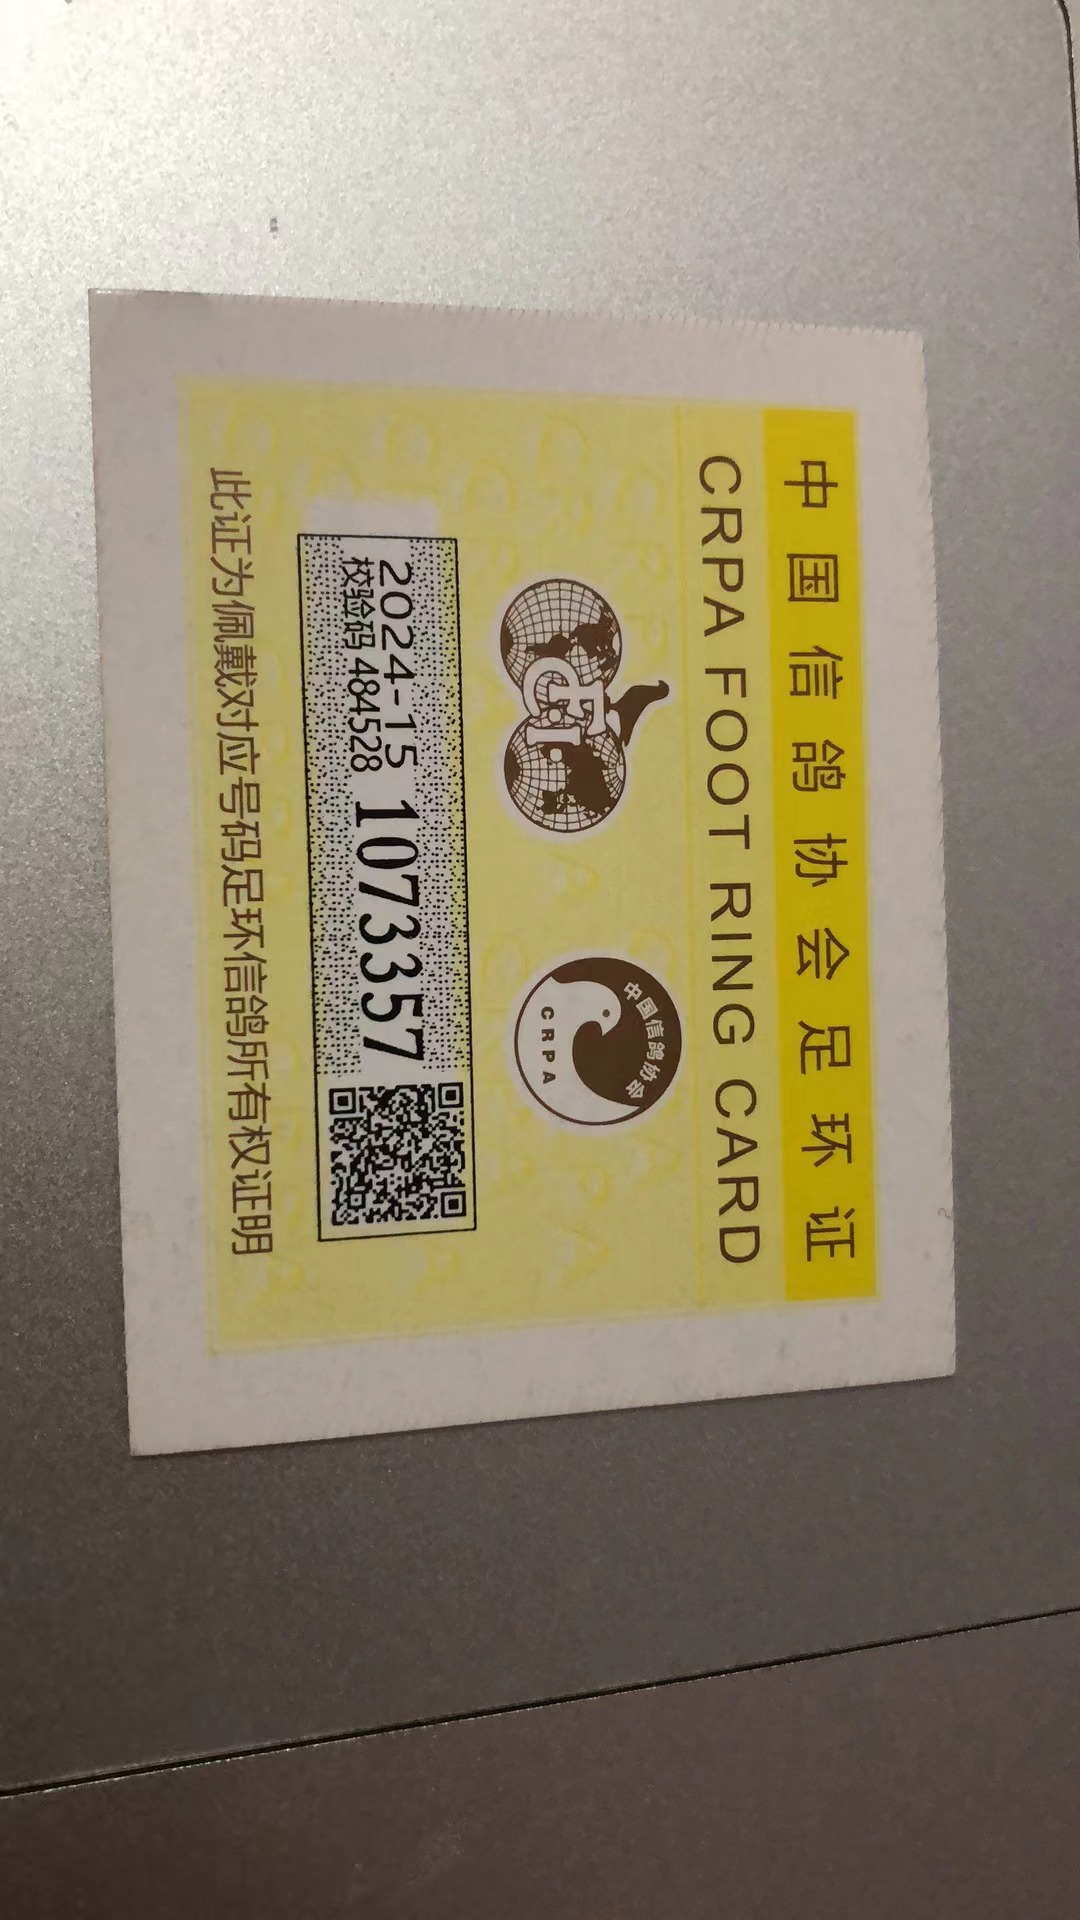 中国信鸽协会足环证
CRPA FOOT RING CARD
F.C.I.
中国信鸽协会
CRPA
2024-15 1073357
校验码 484528
此证为佩戴对应号码足环信鸽所有权证明